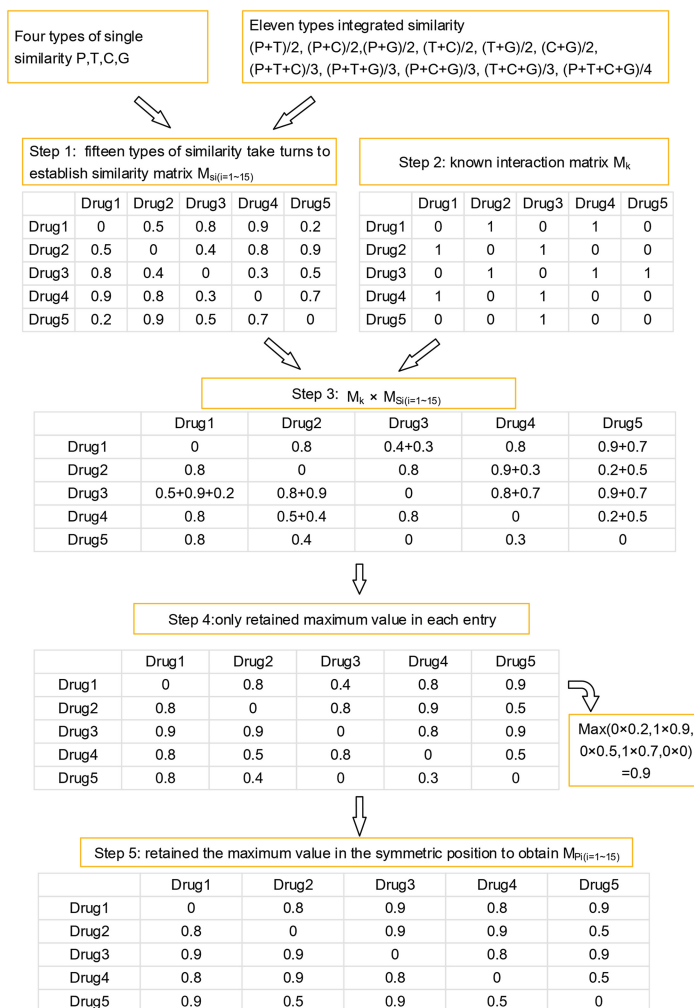 Four types of single
similarity P,T,C,G
Eleven types integrated similarity
(P+T)/2, (P+C)/2,(P+G)/2, (T+C)/2, (T+G)/2, (C+G)/2,
(P+T+C)/3, (P+T+G)/3, (P+C+G)/3, (T+C+G)/3, (P+T+C+G)/4
Step 1: fifteen types of similarity take turns to
establish similarity matrix Msi(i=1~15)
Drug1 Drug2 Drug3 Drug4 Drug5
Drug1 0 0.5 0.8 0.9 0.2
Drug2 0.5 0 0.4 0.8 0.9
Drug3 0.8 0.4 0 0.3 0.5
Drug4 0.9 0.8 0.3 0 0.7
Drug5 0.2 0.9 0.5 0.7 0
Step 2: known interaction matrix Mk
Drug1 Drug2 Drug3 Drug4 Drug5
Drug1 0 1 0 1 0
Drug2 1 0 1 0 0
Drug3 0 1 0 1 1
Drug4 1 0 1 0 0
Drug5 0 0 1 0 0
Step 3: Mk × MSi(i=1~15)
Drug1 Drug2 Drug3 Drug4 Drug5
Drug1 0 0.8 0.4+0.3 0.8 0.9+0.7
Drug2 0.8 0 0.8 0.9+0.3 0.2+0.5
Drug3 0.5+0.9+0.2 0.8+0.9 0 0.8+0.7 0.9+0.7
Drug4 0.8 0.5+0.4 0.8 0 0.2+0.5
Drug5 0.8 0.4 0 0.3 0
Step 4:only retained maximum value in each entry
Drug1 Drug2 Drug3 Drug4 Drug5
Drug1 0 0.8 0.4 0.8 0.9
Drug2 0.8 0 0.8 0.9 0.5
Drug3 0.9 0.9 0 0.8 0.9
Drug4 0.8 0.5 0.8 0 0.5
Drug5 0.8 0.4 0 0.3 0
Max(0×0.2,1×0.9,
0×0.5,1×0.7,0×0)
=0.9
Step 5: retained the maximum value in the symmetric position to obtain MPi(i=1~15)
Drug1 Drug2 Drug3 Drug4 Drug5
Drug1 0 0.8 0.9 0.8 0.9
Drug2 0.8 0 0.9 0.9 0.5
Drug3 0.9 0.9 0 0.8 0.9
Drug4 0.8 0.9 0.8 0 0.5
Drug5 0.9 0.5 0.9 0.5 0